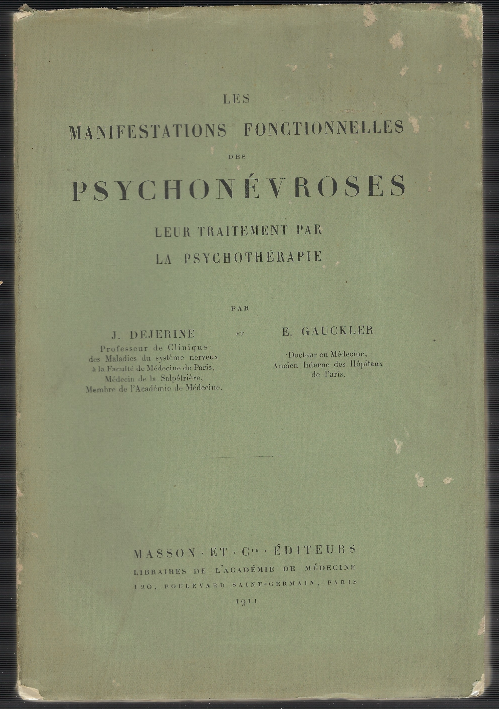 LES
MANIFESTATIONS FONCTIONNELLES
DES
PSYCHONÉVROSES
LEUR TRAITEMENT PAR
LA PSYCHOTHÉRAPIE
PAR
J. DEJERINE ET E. GAUCKLER
Professeur de Clinique
des Maladies du système nerveux
à la Faculté de Médecine de Paris,
Médecin de la Salpêtrière,
Membre de l'Académie de Médecine.
Docteur en Médecine,
Ancien Interne des Hôpitaux
de Paris.
MASSON ET Cie ÉDITEURS
LIBRAIRES DE L'ACADÉMIE DE MÉDECINE
120, BOULEVARD SAINT-GERMAIN, PARIS
1911